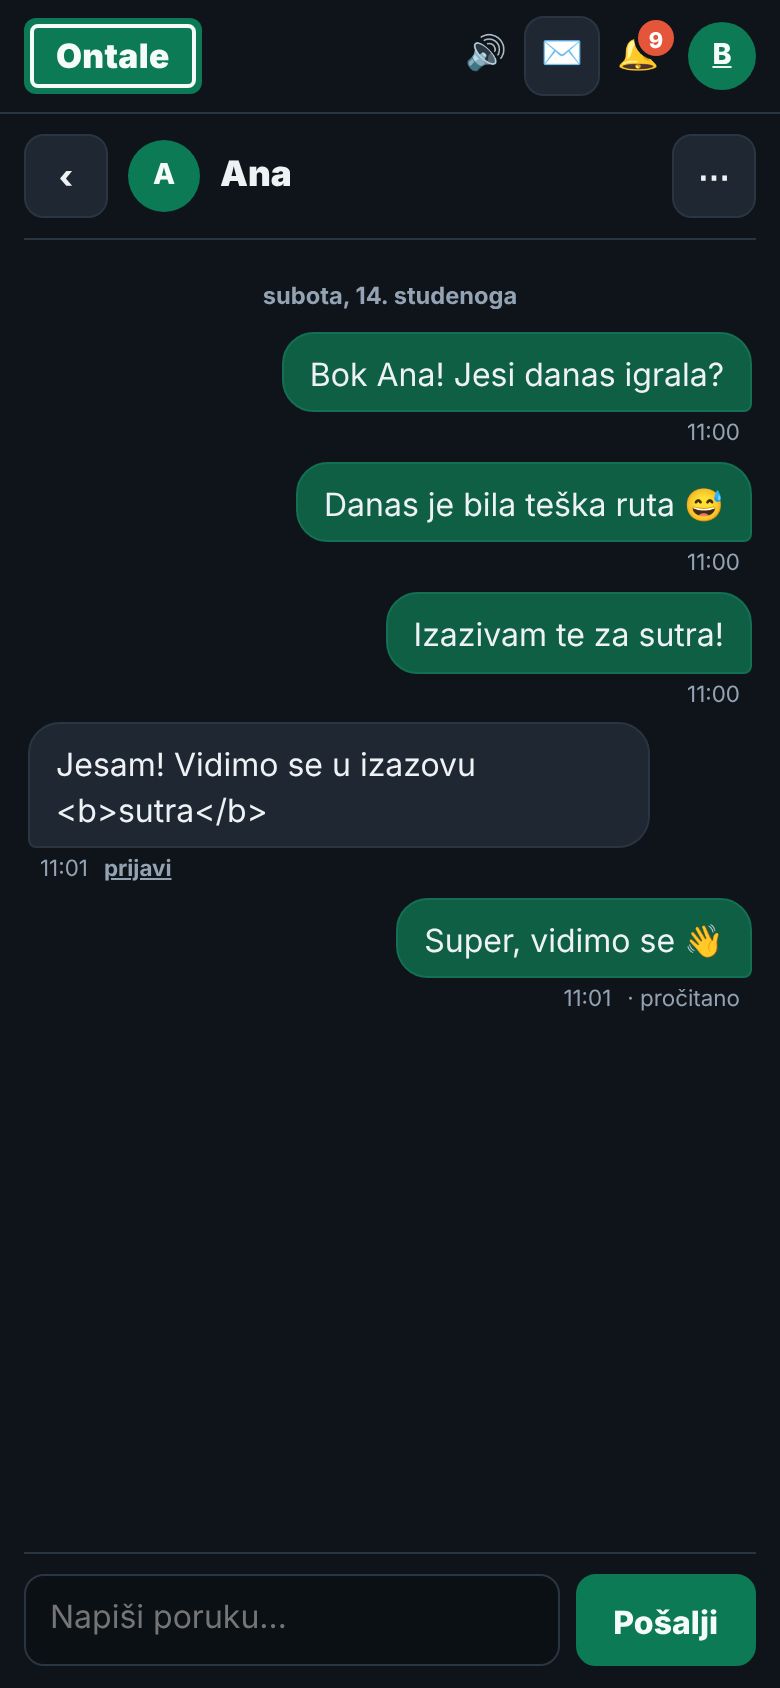 Ontale
9
B
‹
A
Ana
...
subota, 14. studenoga
Bok Ana! Jesi danas igrala?
11:00
Danas je bila teška ruta 😅
11:00
Izazivam te za sutra!
11:00
Jesam! Vidimo se u izazovu
<b>sutra</b>
11:01 prijavi
Super, vidimo se 👋
11:01 · pročitano
Napiši poruku...
Pošalji